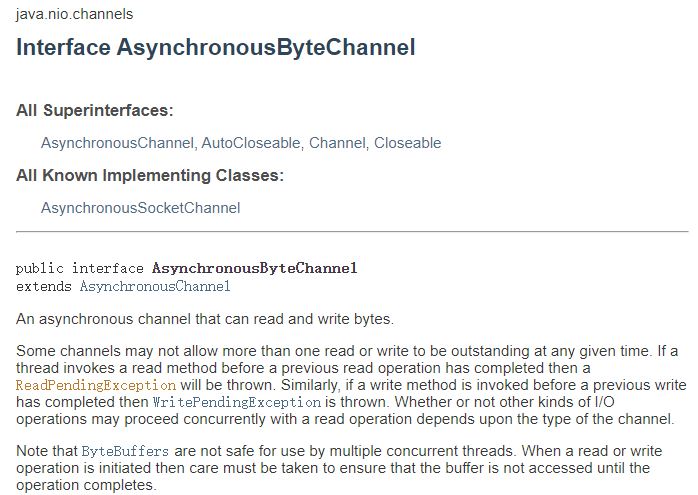 java.nio.channels
Interface AsynchronousByteChannel
All Superinterfaces:
AsynchronousChannel, AutoCloseable, Channel, Closeable
All Known Implementing Classes:
AsynchronousSocketChannel
public interface AsynchronousByteChannel
extends AsynchronousChannel
An asynchronous channel that can read and write bytes.
Some channels may not allow more than one read or write to be outstanding at any given time. If a
thread invokes a read method before a previous read operation has completed then a
ReadPendingException will be thrown. Similarly, if a write method is invoked before a previous write
has completed then WritePendingException is thrown. Whether or not other kinds of I/O
operations may proceed concurrently with a read operation depends upon the type of the channel.
Note that ByteBuffers are not safe for use by multiple concurrent threads. When a read or write
operation is initiated then care must be taken to ensure that the buffer is not accessed until the
operation completes.